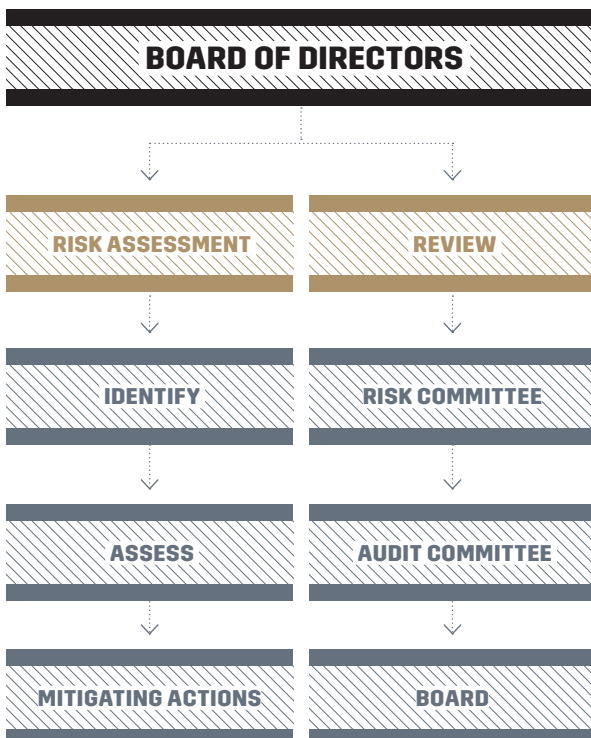 BOARD OF DIRECTORS
RISK ASSESSMENT
REVIEW
IDENTIFY
RISK COMMITTEE
ASSESS
AUDIT COMMITTEE
MITIGATING ACTIONS
BOARD